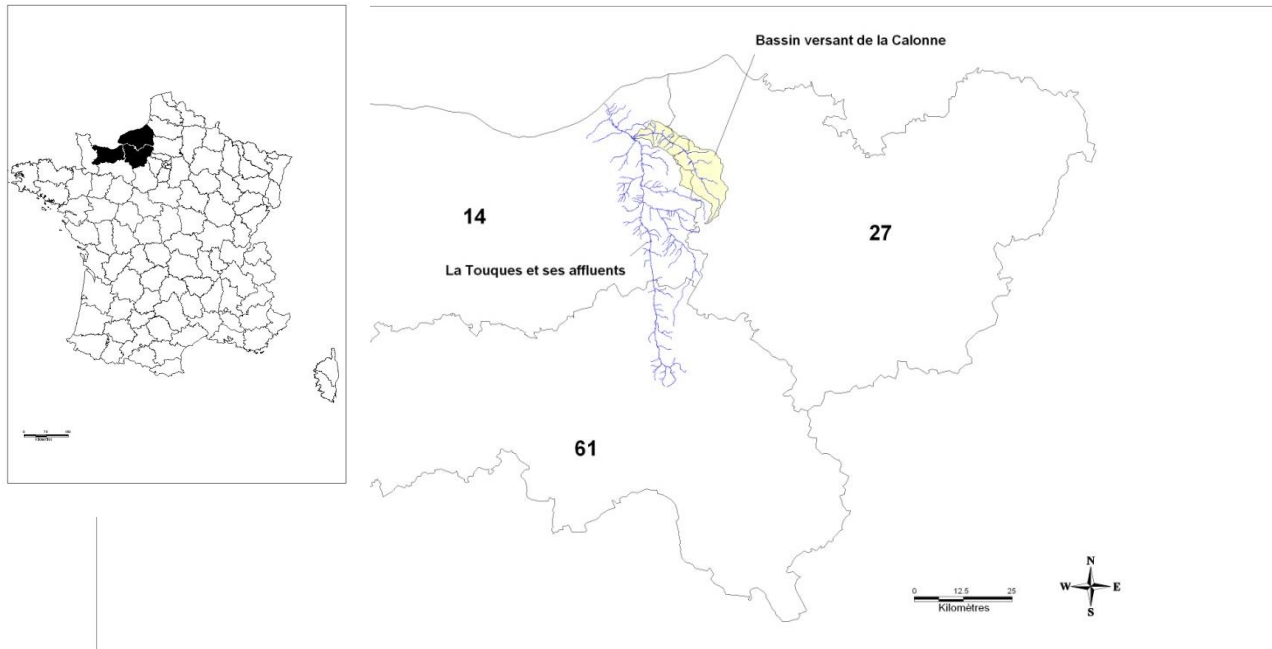 Bassin versant de la Calonne
14
27
La Touques et ses affluents
61
0 12.5 25
Kilomètres
N
W E
S